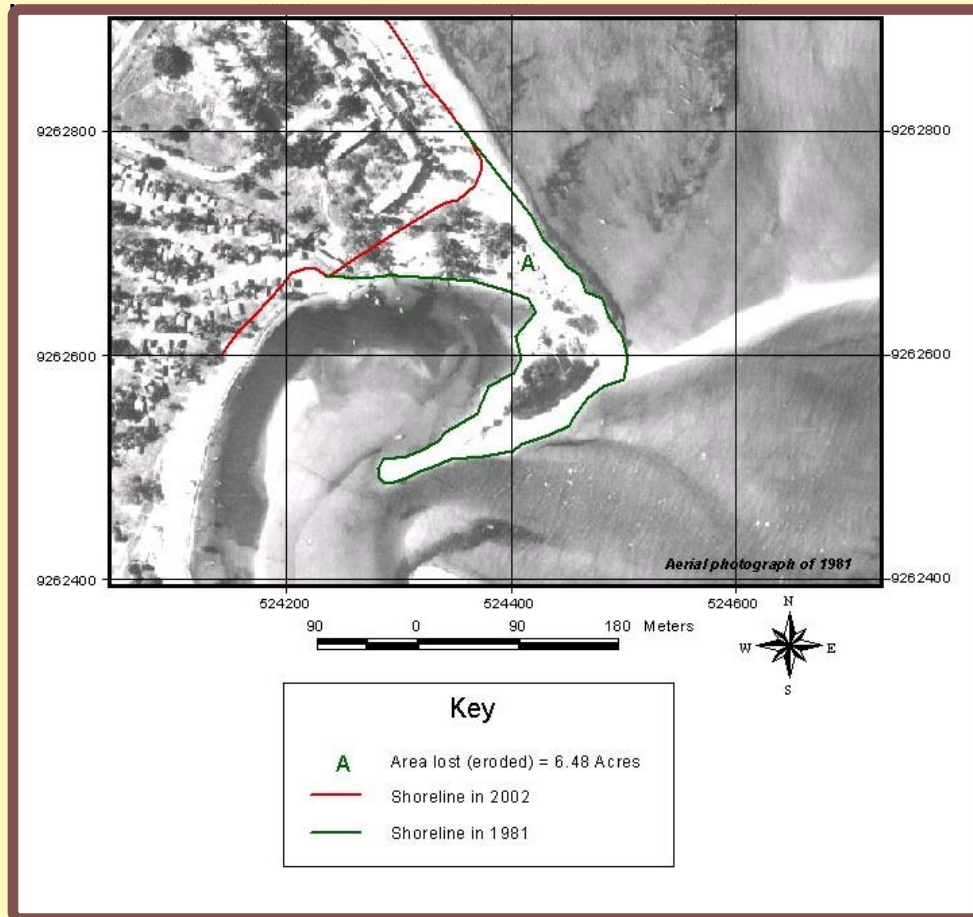 9262800 9262800
9262600 9262600
Aerial photograph of 1981
9262400 9262400
524200 524400 524600
A
90 0 90 180 Meters
N
W E
S
Key
A Area lost (eroded) = 6.48 Acres
Shoreline in 2002
Shoreline in 1981